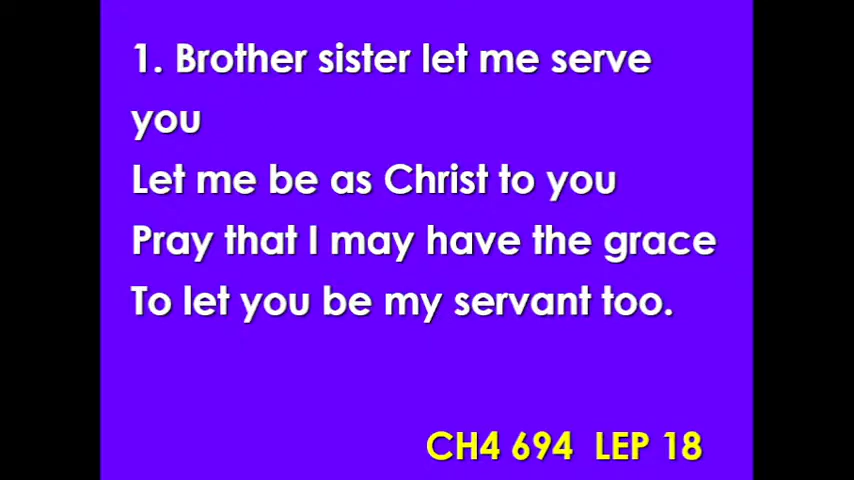 1. Brother sister let me serve
you
Let me be as Christ to you
Pray that I may have the grace
To let you be my servant too.
CH4 694 LEP 18